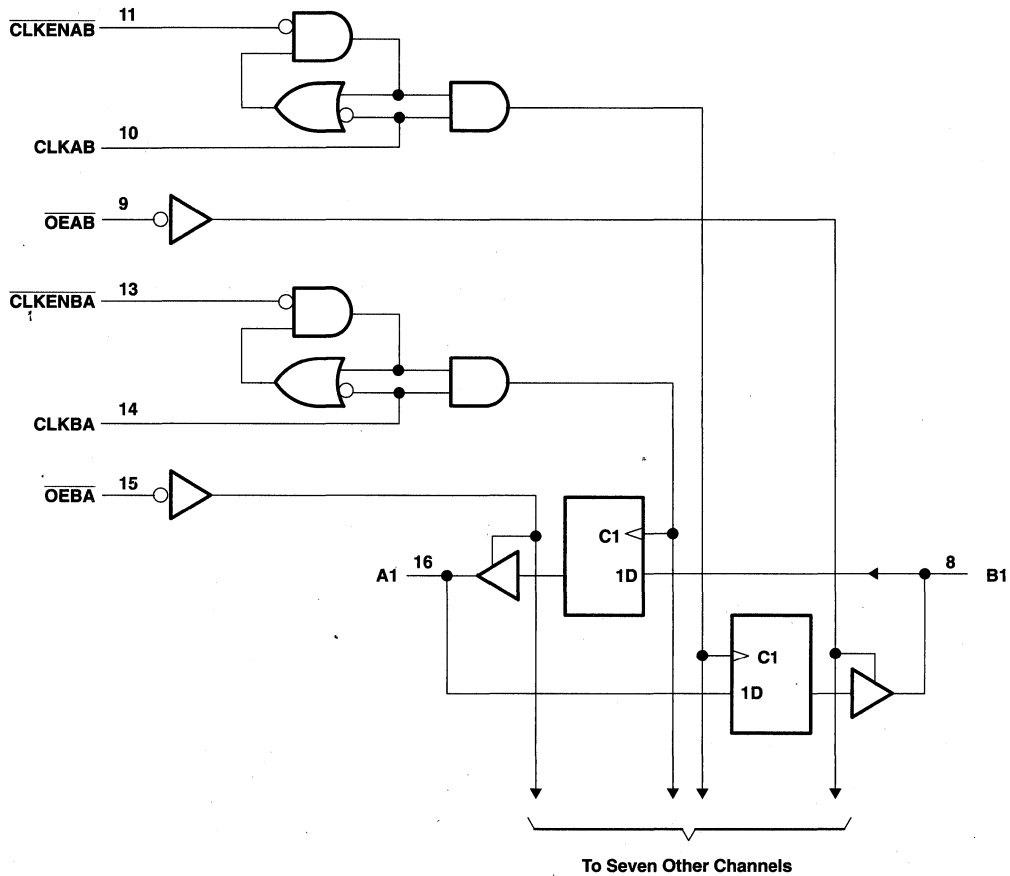 CLKENAB 11
CLKAB 10
OEAB 9
CLKENBA 13
CLKBA 14
OEBA 15
C1
A1 16 1D 8 B1
C1
1D
To Seven Other Channels